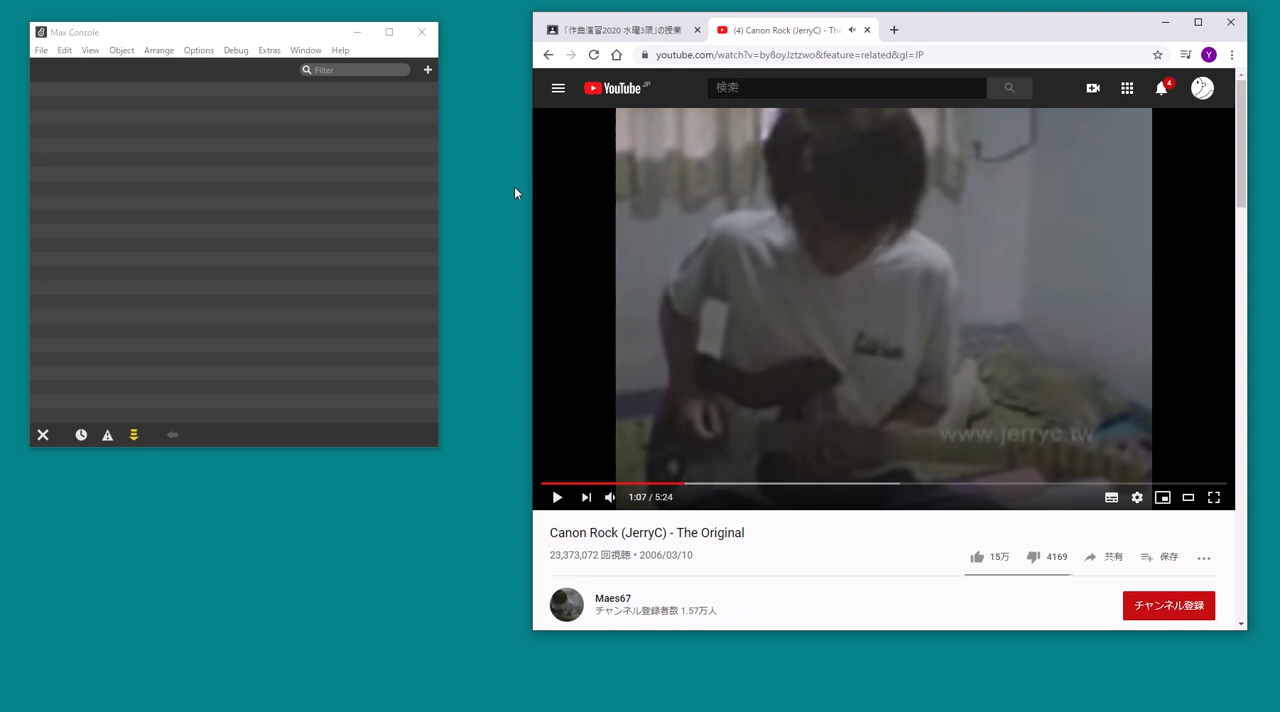 Max Console
File Edit View Object Arrange Options Debug Extras Window Help
Filter
「作曲演習2020 水曜3限」の授業
(4) Canon Rock (JerryC) - The
youtube.com/watch?v=by8oyJztzwo&feature=related&gl=JP
Y
YouTube JP
検索
4
www.jerryc.tw
1:07 / 5:24
Canon Rock (JerryC) - The Original
23,373,072 回視聴・2006/03/10
15万
4169
共有
保存
Maes67
チャンネル登録者数 1.57万人
チャンネル登録